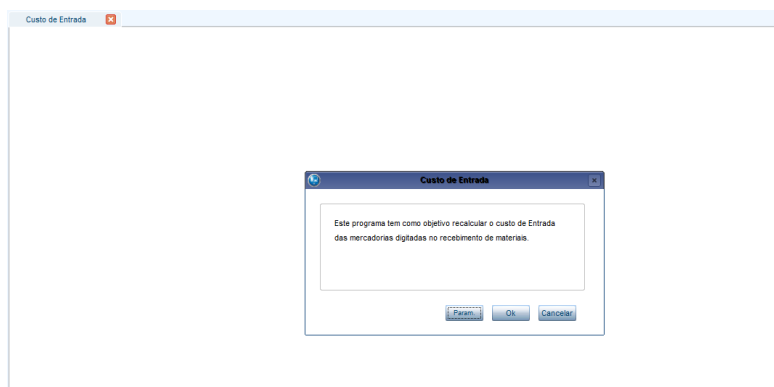 Custo de Entrada
Custo de Entrada
Este programa tem como objetivo recalcular o custo de Entrada
das mercadorias digitadas no recebimento de materiais.
Param. Ok Cancelar